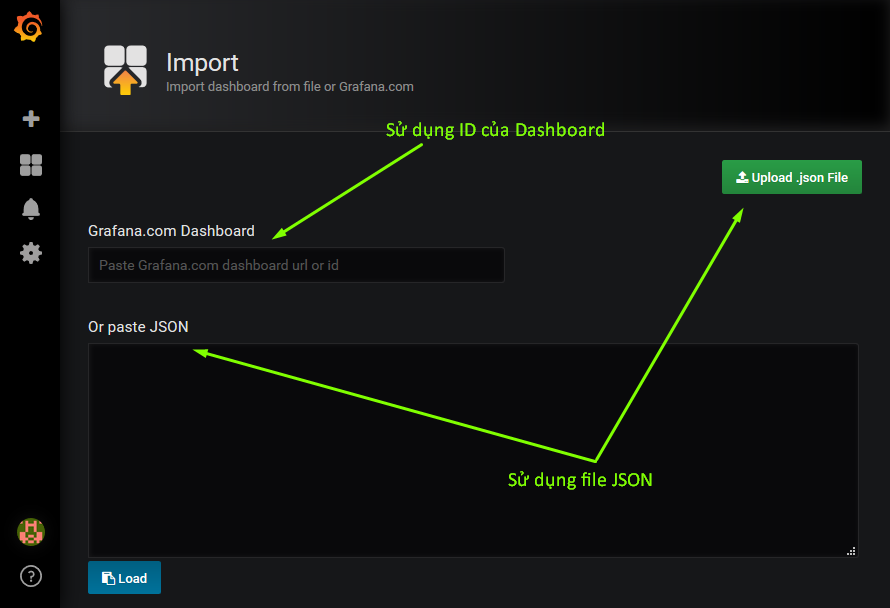 Import
Import dashboard from file or Grafana.com
Sử dụng ID của Dashboard
Upload .json File
Grafana.com Dashboard
Paste Grafana.com dashboard url or id
Or paste JSON
Sử dụng file JSON
Load
?